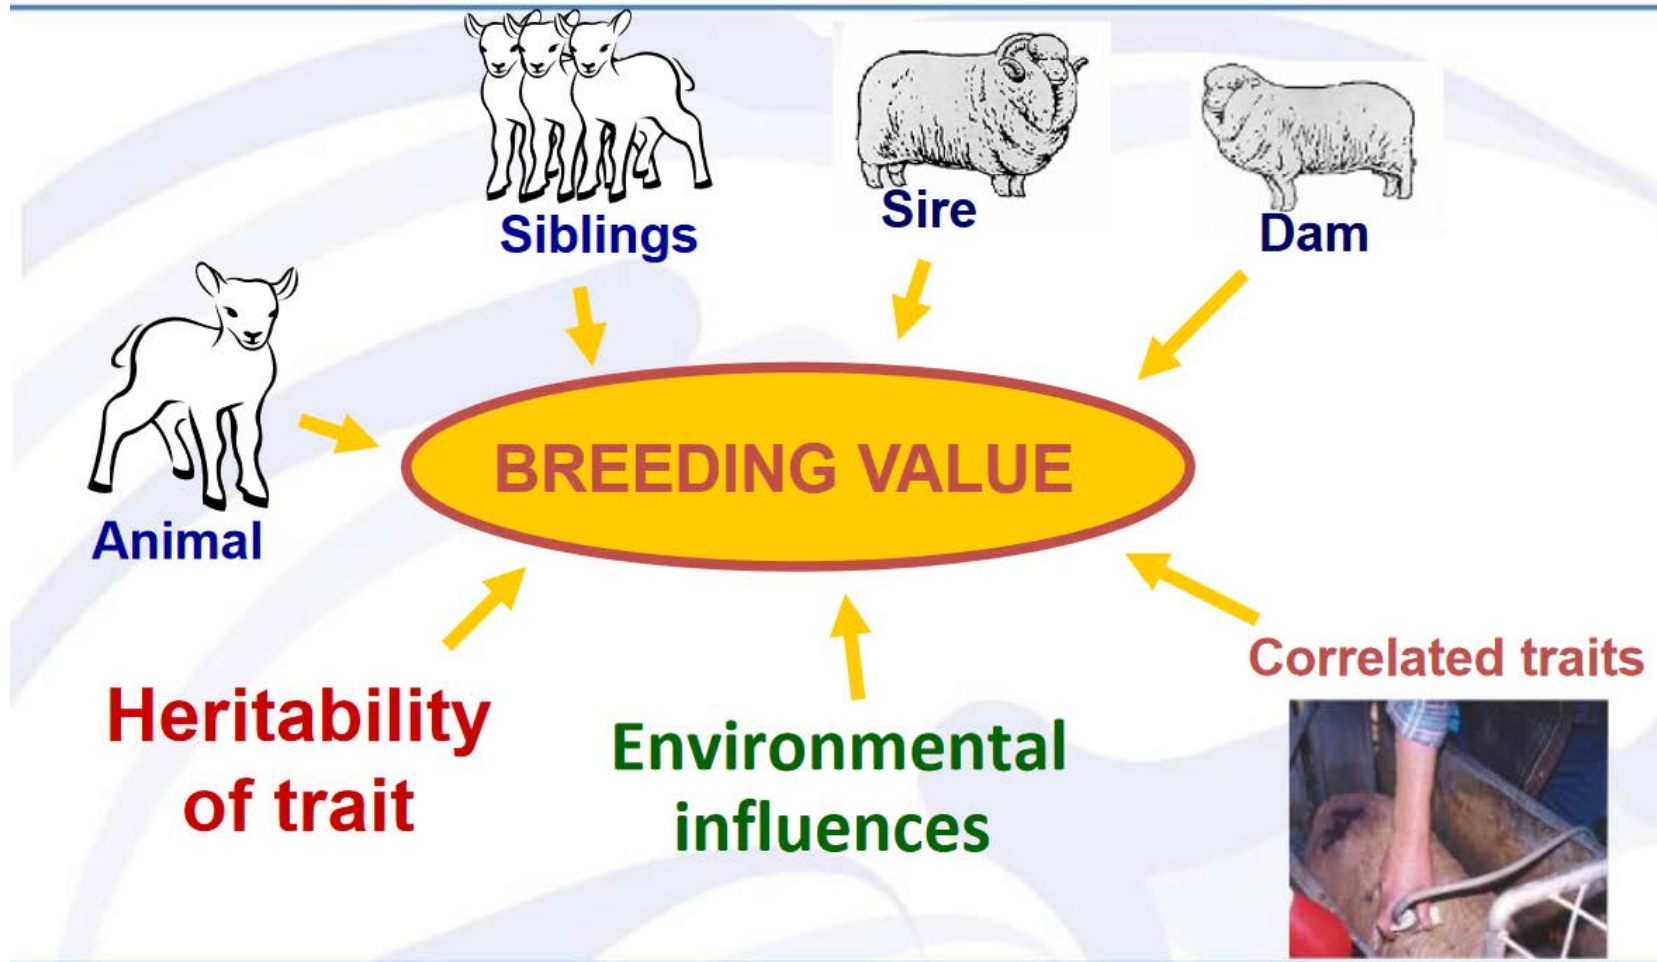 Siblings
Sire
Dam
Animal
BREEDING VALUE
Heritability
of trait
Environmental
influences
Correlated traits